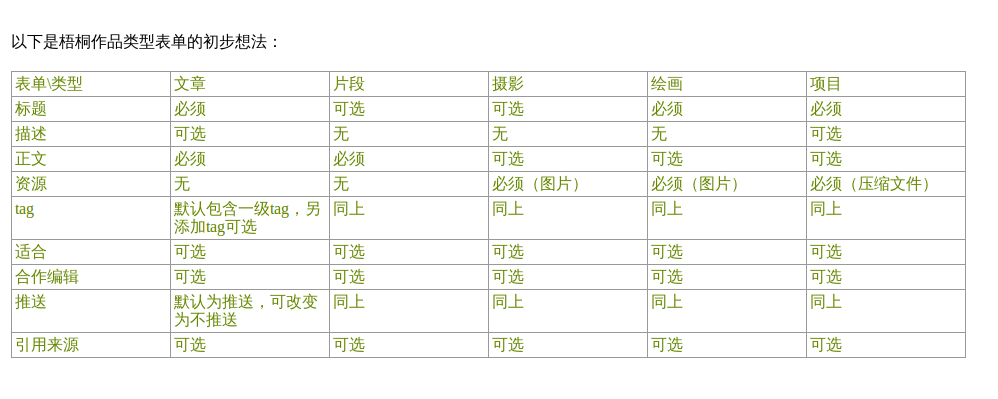 以下是梧桐作品类型表单的初步想法：
表单\类型 文章 片段 摄影 绘画 项目
标题 必须 可选 可选 必须 必须
描述 可选 无 无 无 可选
正文 必须 必须 可选 可选 可选
资源 无 无 必须（图片） 必须（图片） 必须（压缩文件）
tag 默认包含一级tag，另 同上 同上 同上 同上
添加tag可选
适合 可选 可选 可选 可选 可选
合作编辑 可选 可选 可选 可选 可选
推送 默认为推送，可改变 同上 同上 同上 同上
为不推送
引用来源 可选 可选 可选 可选 可选